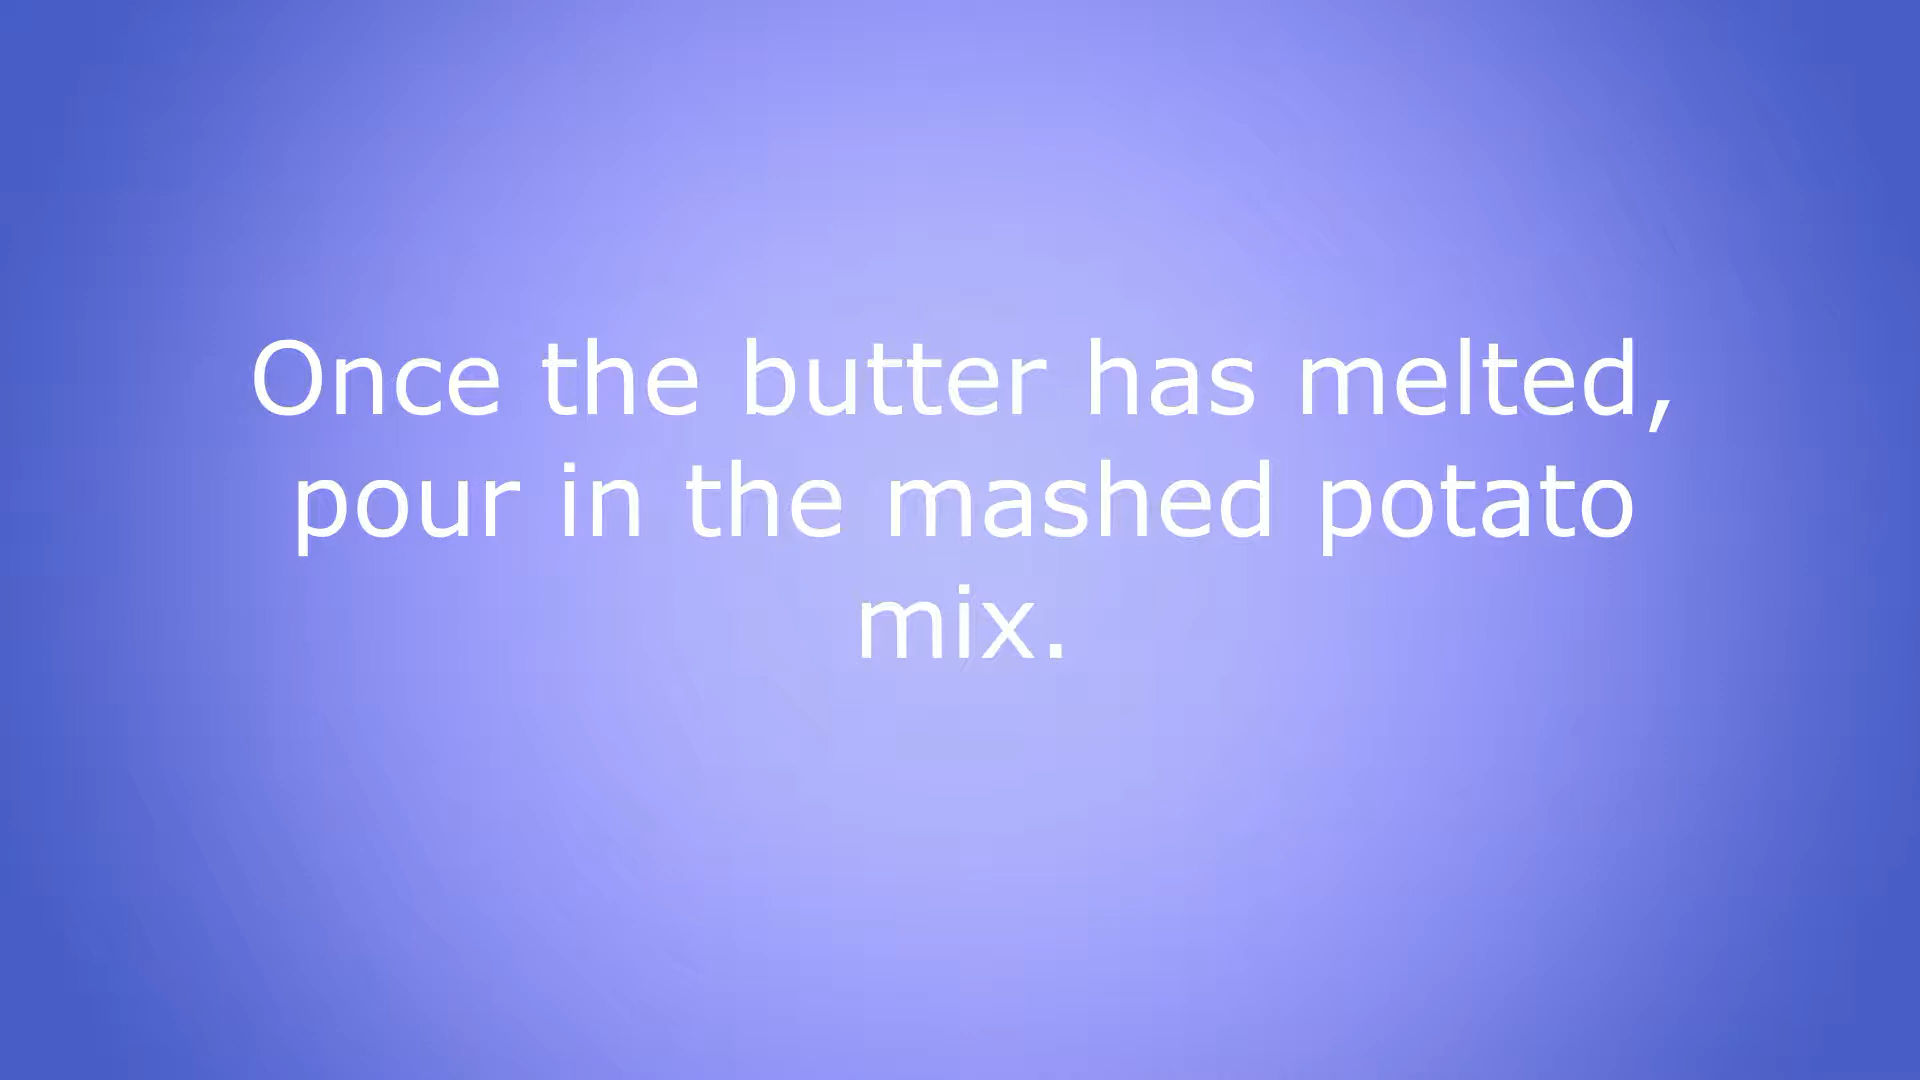 Once the butter has melted,
pour in the mashed potato
mix.